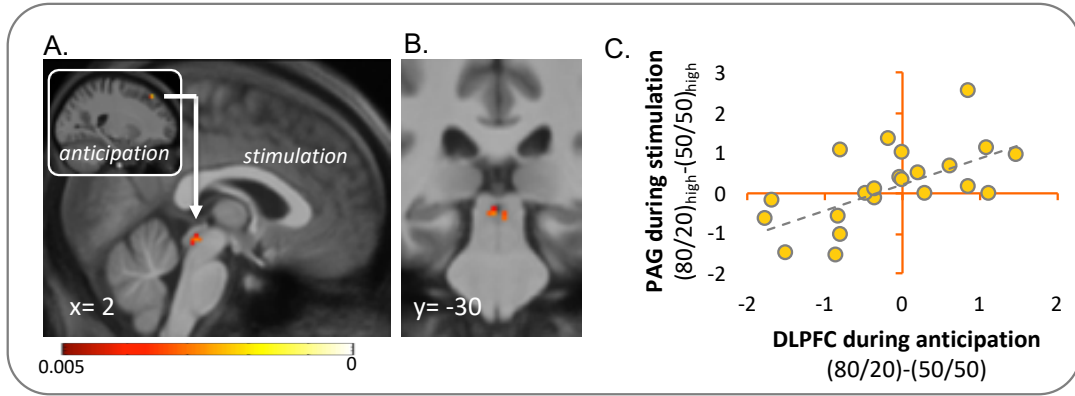 A.
anticipation
stimulation
x= 2
0.005
0
B.
y= -30
C.
PAG during stimulation
(80/20)high-(50/50)high
3
2
1
0
-1
-2
-2
-1
0
1
2
DLPFC during anticipation
(80/20)-(50/50)